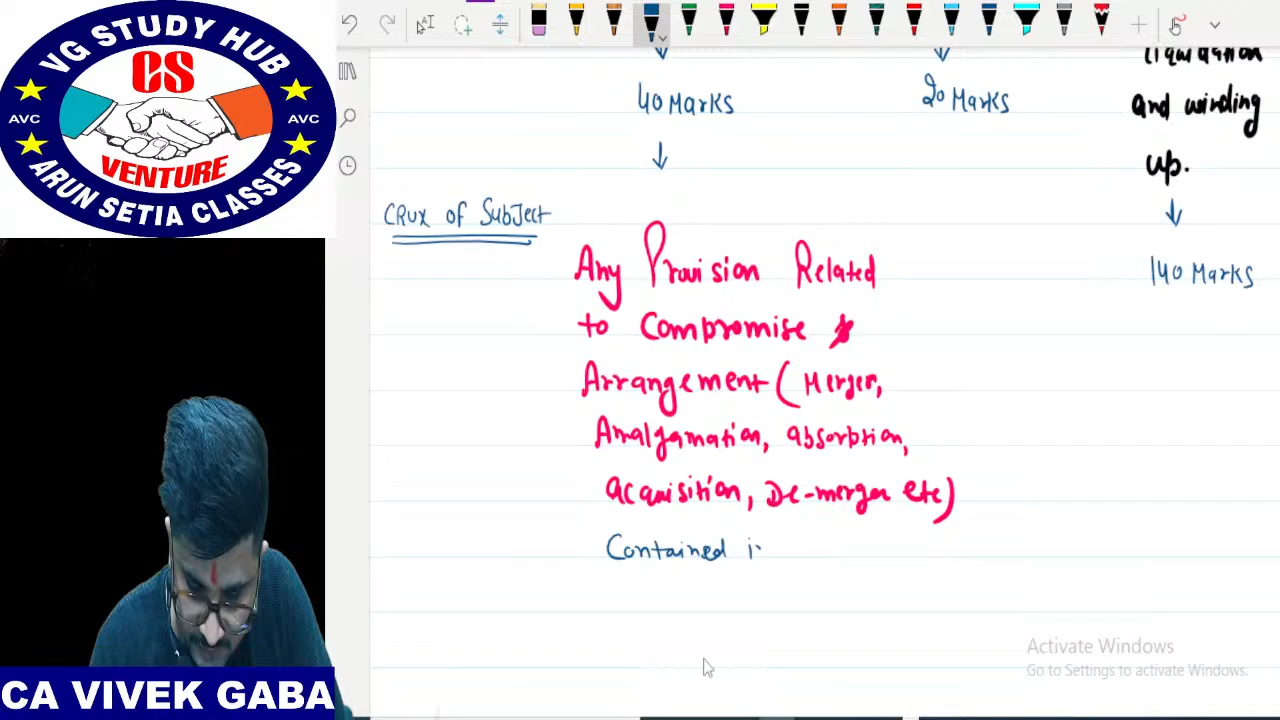 VG STUDY HUB
CS
AVC
AVC
VENTURE
ARUN SETIA CLASSES
liquidation
40 Marks
20 Marks
and winding
up.
CRUX of SubJect
Any Provision Related
140 Marks
to Compromise &
Arrangement (Merger,
Amalgamation, absorption,
acquisition, De-merger etc)
Contained i
Activate Windows
Go to Settings to activate Windows.
CA VIVEK GABA